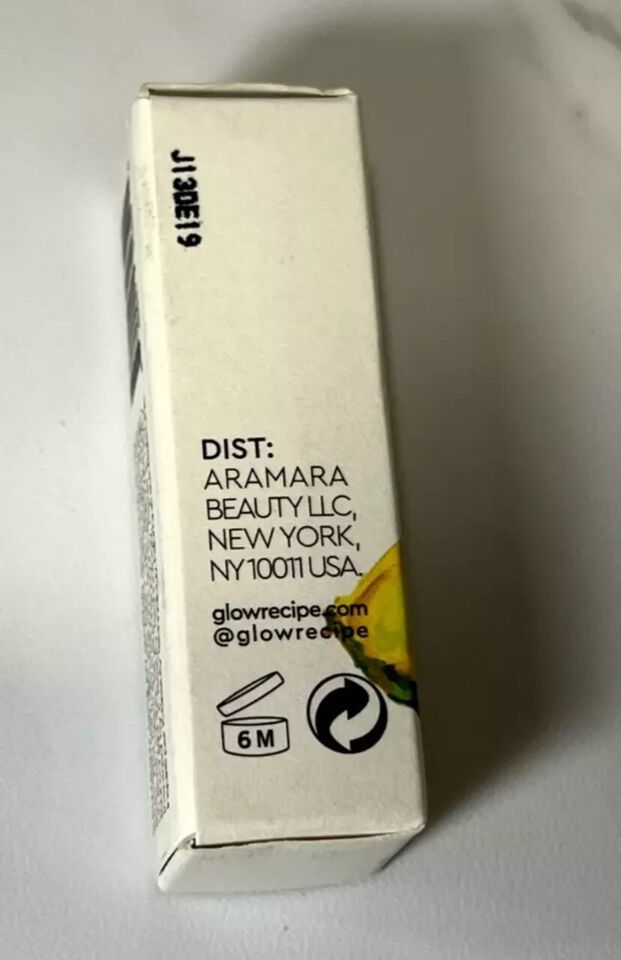 J13DE19
DIST:
ARAMARA
BEAUTY LLC,
NEW YORK,
NY 10011 USA.
glowrecipe.com
@glowrecipe
6 M